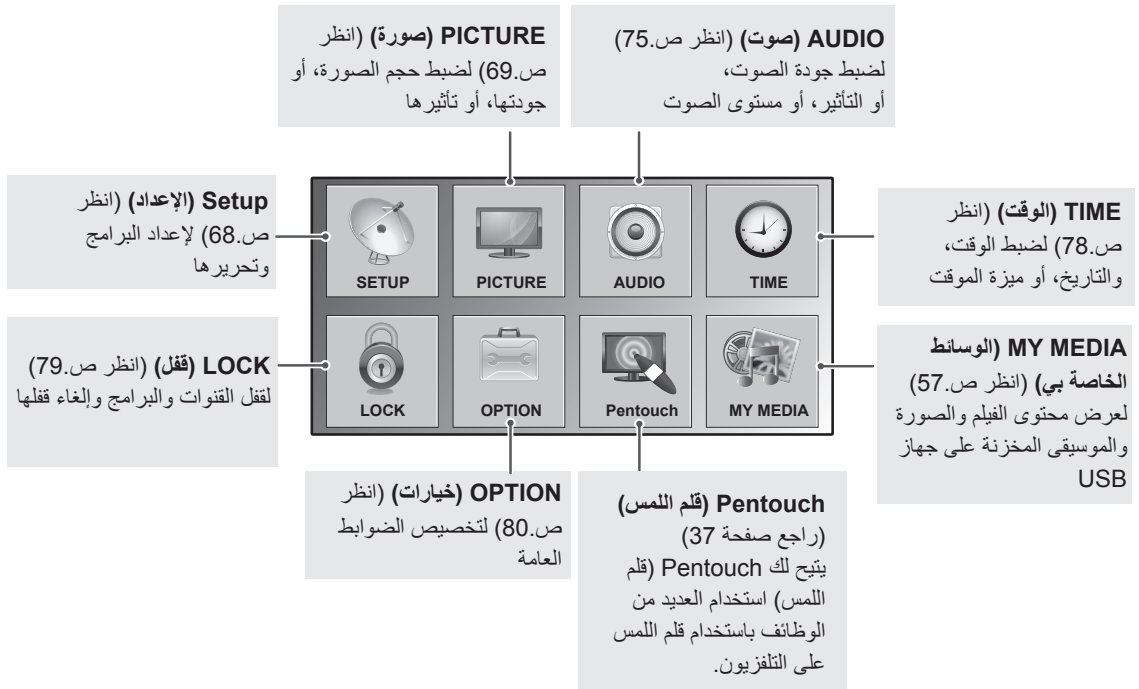 PICTURE (صورة) (انظر
ص.69) لضبط حجم الصورة، أو
جودتها، أو تأثيرها
AUDIO (صوت) (انظر ص.75)
لضبط جودة الصوت،
أو التأثير، أو مستوى الصوت
Setup (الإعداد) (انظر
ص.68) لإعداد البرامج
وتحريرها
TIME (الوقت) (انظر
ص.78) لضبط الوقت،
والتاريخ، أو ميزة الموقت
SETUP
PICTURE
AUDIO
TIME
LOCK (قفل) (انظر ص.79)
لقفل القنوات والبرامج وإلغاء قفلها
MY MEDIA (الوسائط
الخاصة بي) (انظر ص.57)
لعرض محتوى الفيلم والصورة
والموسيقى المخزنة على جهاز
USB
LOCK
OPTION
Pentouch
MY MEDIA
OPTION (خيارات) (انظر
ص.80) لتخصيص الضوابط
العامة
Pentouch (قلم اللمس)
(راجع صفحة 37)
يتيح لك Pentouch (قلم
اللمس) استخدام العديد من
الوظائف باستخدام قلم اللمس
على التلفزيون.